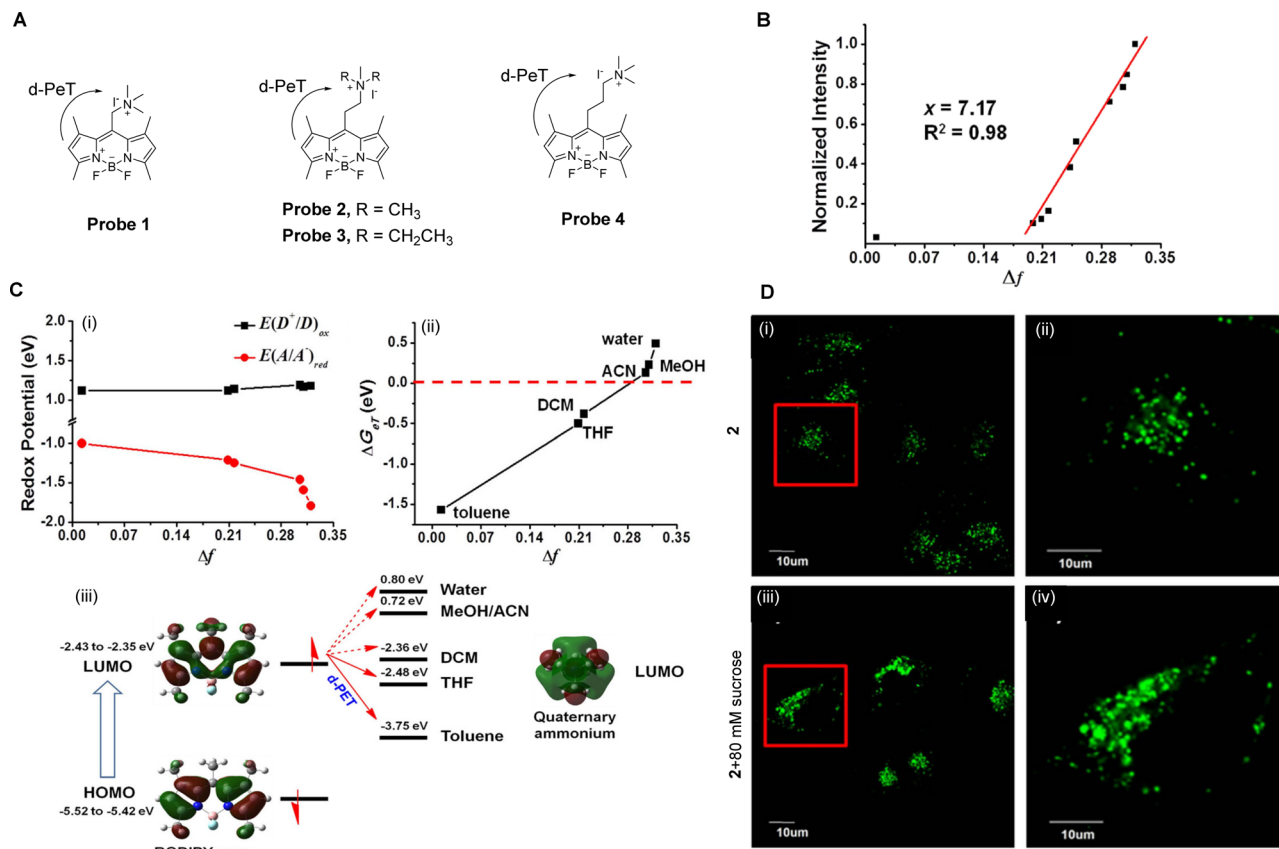 A
d-PeT
I⁻
N
+
N
+
B
−
N
F
F
Probe 1
d-PeT
R
R
N
+
I⁻
N
+
B
−
N
F
F
Probe 2, R = CH₃
Probe 3, R = CH₂CH₃
d-PeT
I⁻
N
+
N
+
B
−
N
F
F
Probe 4
B
Normalized Intensity
1.0
0.8
0.6
0.4
0.2
x = 7.17
R² = 0.98
0.00 0.07 0.14 0.21 0.28 0.35
Δf
C
(i)
Redox Potential (eV)
2.0
1.5
1.0
-1.0
-1.5
-2.0
E(D⁺/D)ox
E(A/A⁻)red
0.00 0.07 0.14 0.21 0.28 0.35
Δf
(ii)
ΔGeT (eV)
0.5
0.0
-0.5
-1.0
-1.5
water
ACN
MeOH
DCM
THF
toluene
0.00 0.07 0.14 0.21 0.28 0.35
Δf
(iii)
-2.43 to -2.35 eV
LUMO
HOMO
-5.52 to -5.42 eV
d-PET
0.80 eV
Water
0.72 eV
MeOH/ACN
-2.36 eV
DCM
-2.48 eV
THF
-3.75 eV
Toluene
Quaternary
ammonium
LUMO
D
2
(i)
10um
(ii)
10um
2+80 mM sucrose
(iii)
10um
(iv)
10um